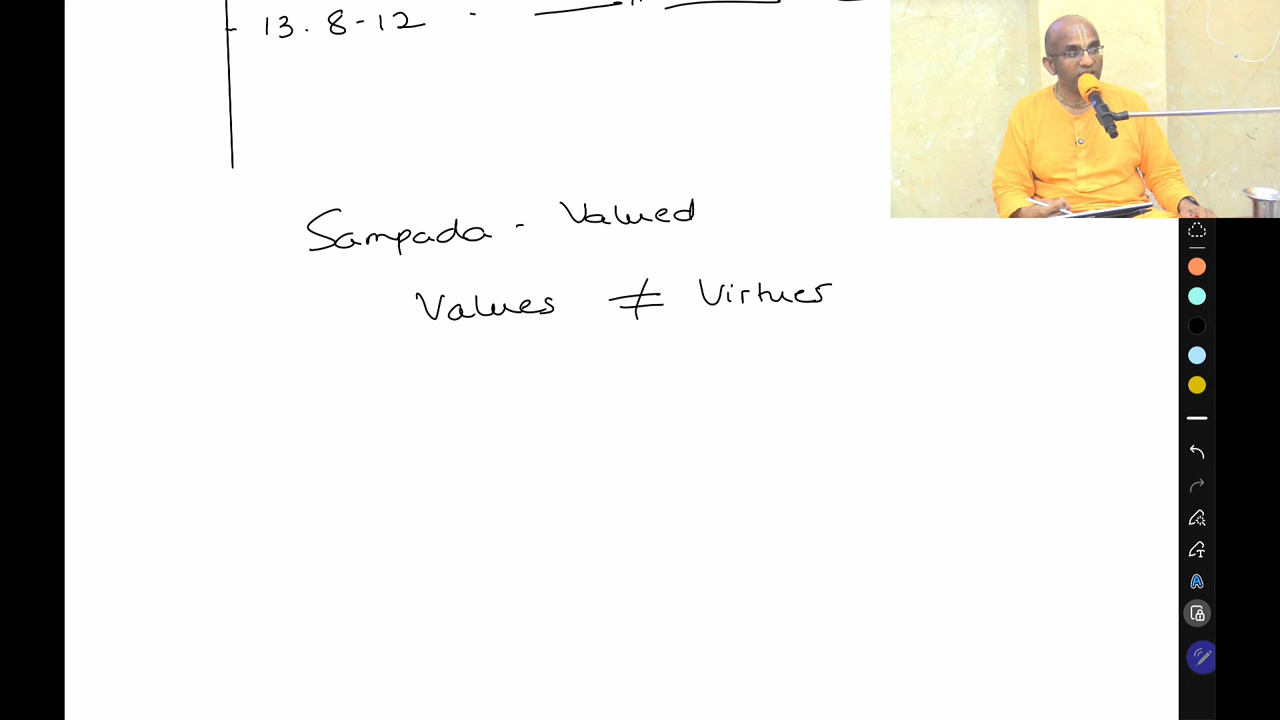 13. 8-12 -
Sampada - Valued
Values ≠ Virtues